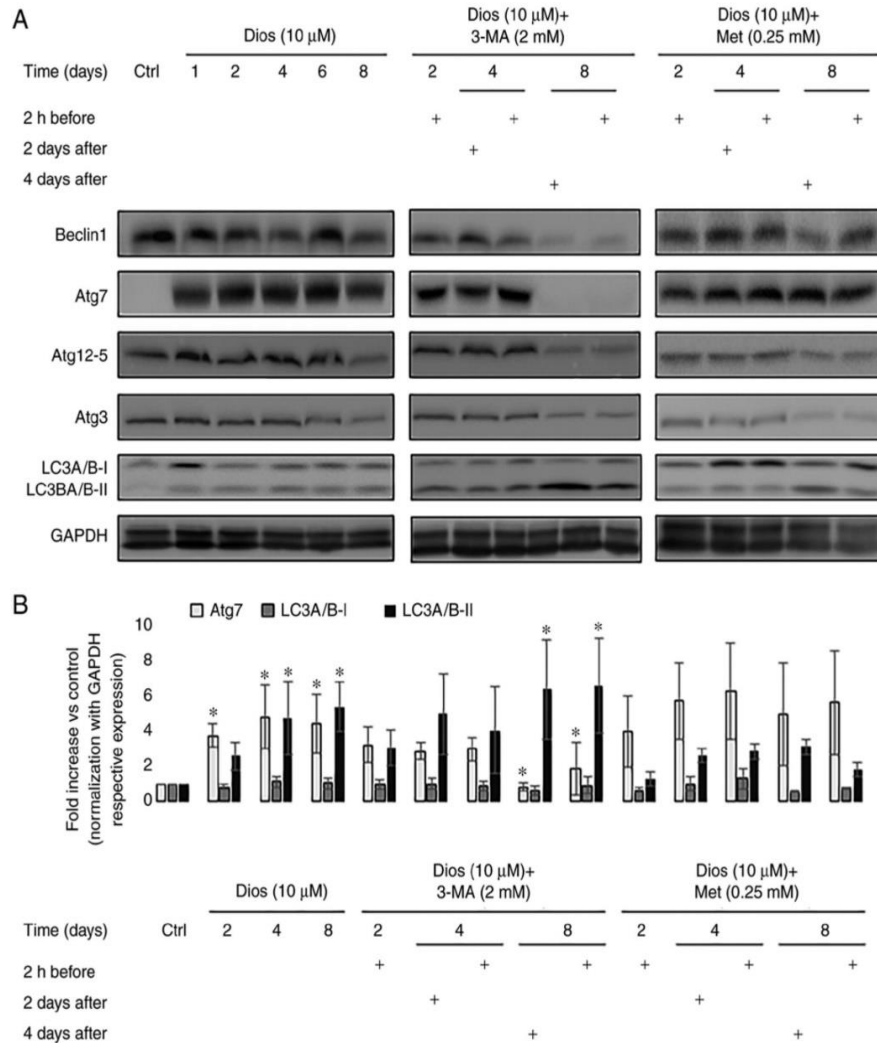 A
Dios (10 μM)
Dios (10 μM)+
3-MA (2 mM)
Dios (10 μM)+
Met (0.25 mM)
Time (days) Ctrl 1 2 4 6 8 2 4 8 2 4 8
2 h before + + + + + +
2 days after + +
4 days after + +
Beclin1
Atg7
Atg12-5
Atg3
LC3A/B-I
LC3BA/B-II
GAPDH
B
Atg7 LC3A/B-I LC3A/B-II
Fold increase vs control
(normalization with GAPDH
respective expression)
10
8
6
4
2
0
* * * * * * * * *
Dios (10 μM)
Dios (10 μM)+
3-MA (2 mM)
Dios (10 μM)+
Met (0.25 mM)
Time (days) Ctrl 2 4 8 2 4 8 2 4 8
2 h before + + + + + +
2 days after + +
4 days after + +